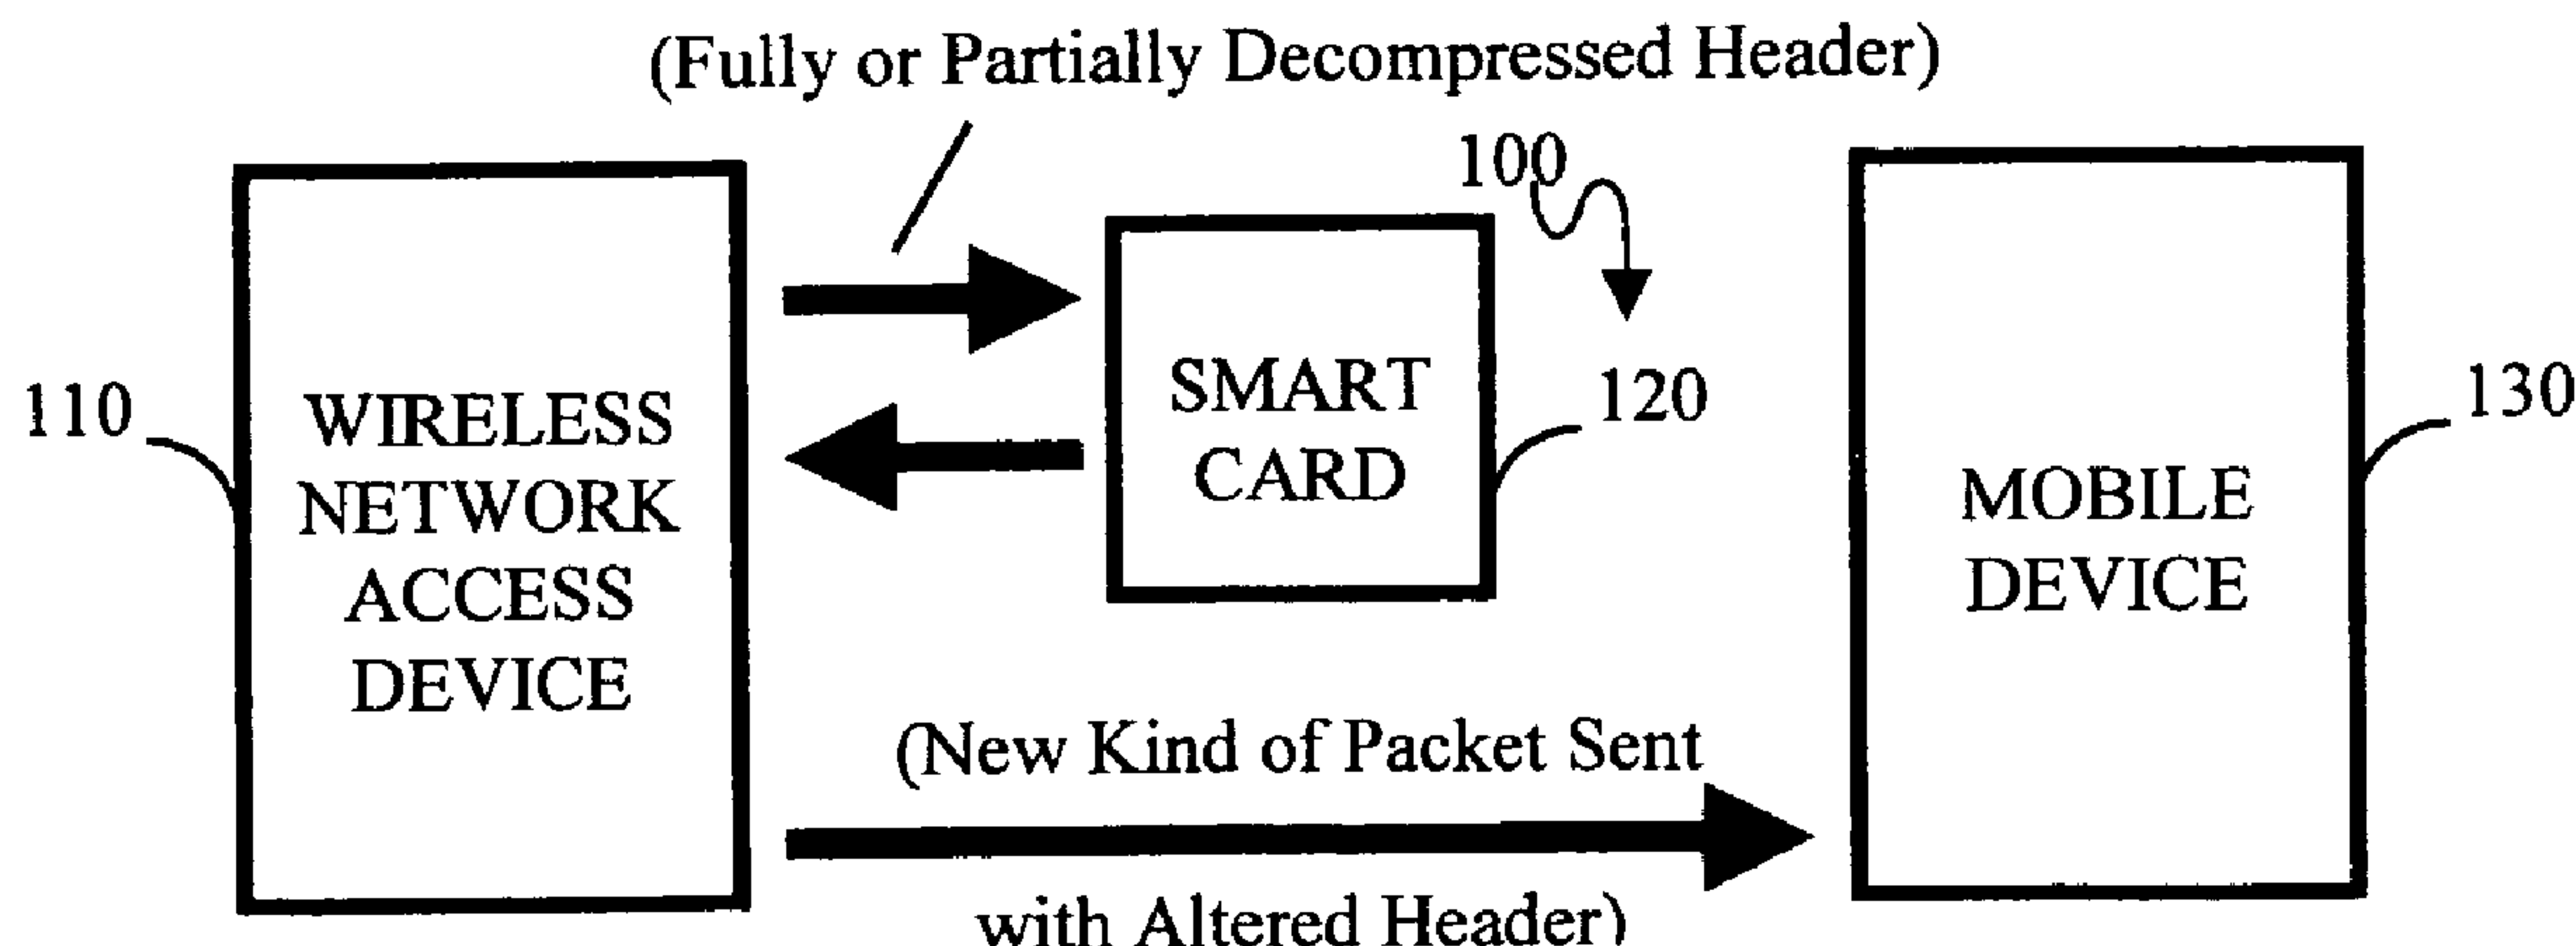 (Fully or Partially Decompressed Header)
100
110
WIRELESS
NETWORK
ACCESS
DEVICE
SMART
CARD
120
MOBILE
DEVICE
130
(New Kind of Packet Sent
with Altered Header)